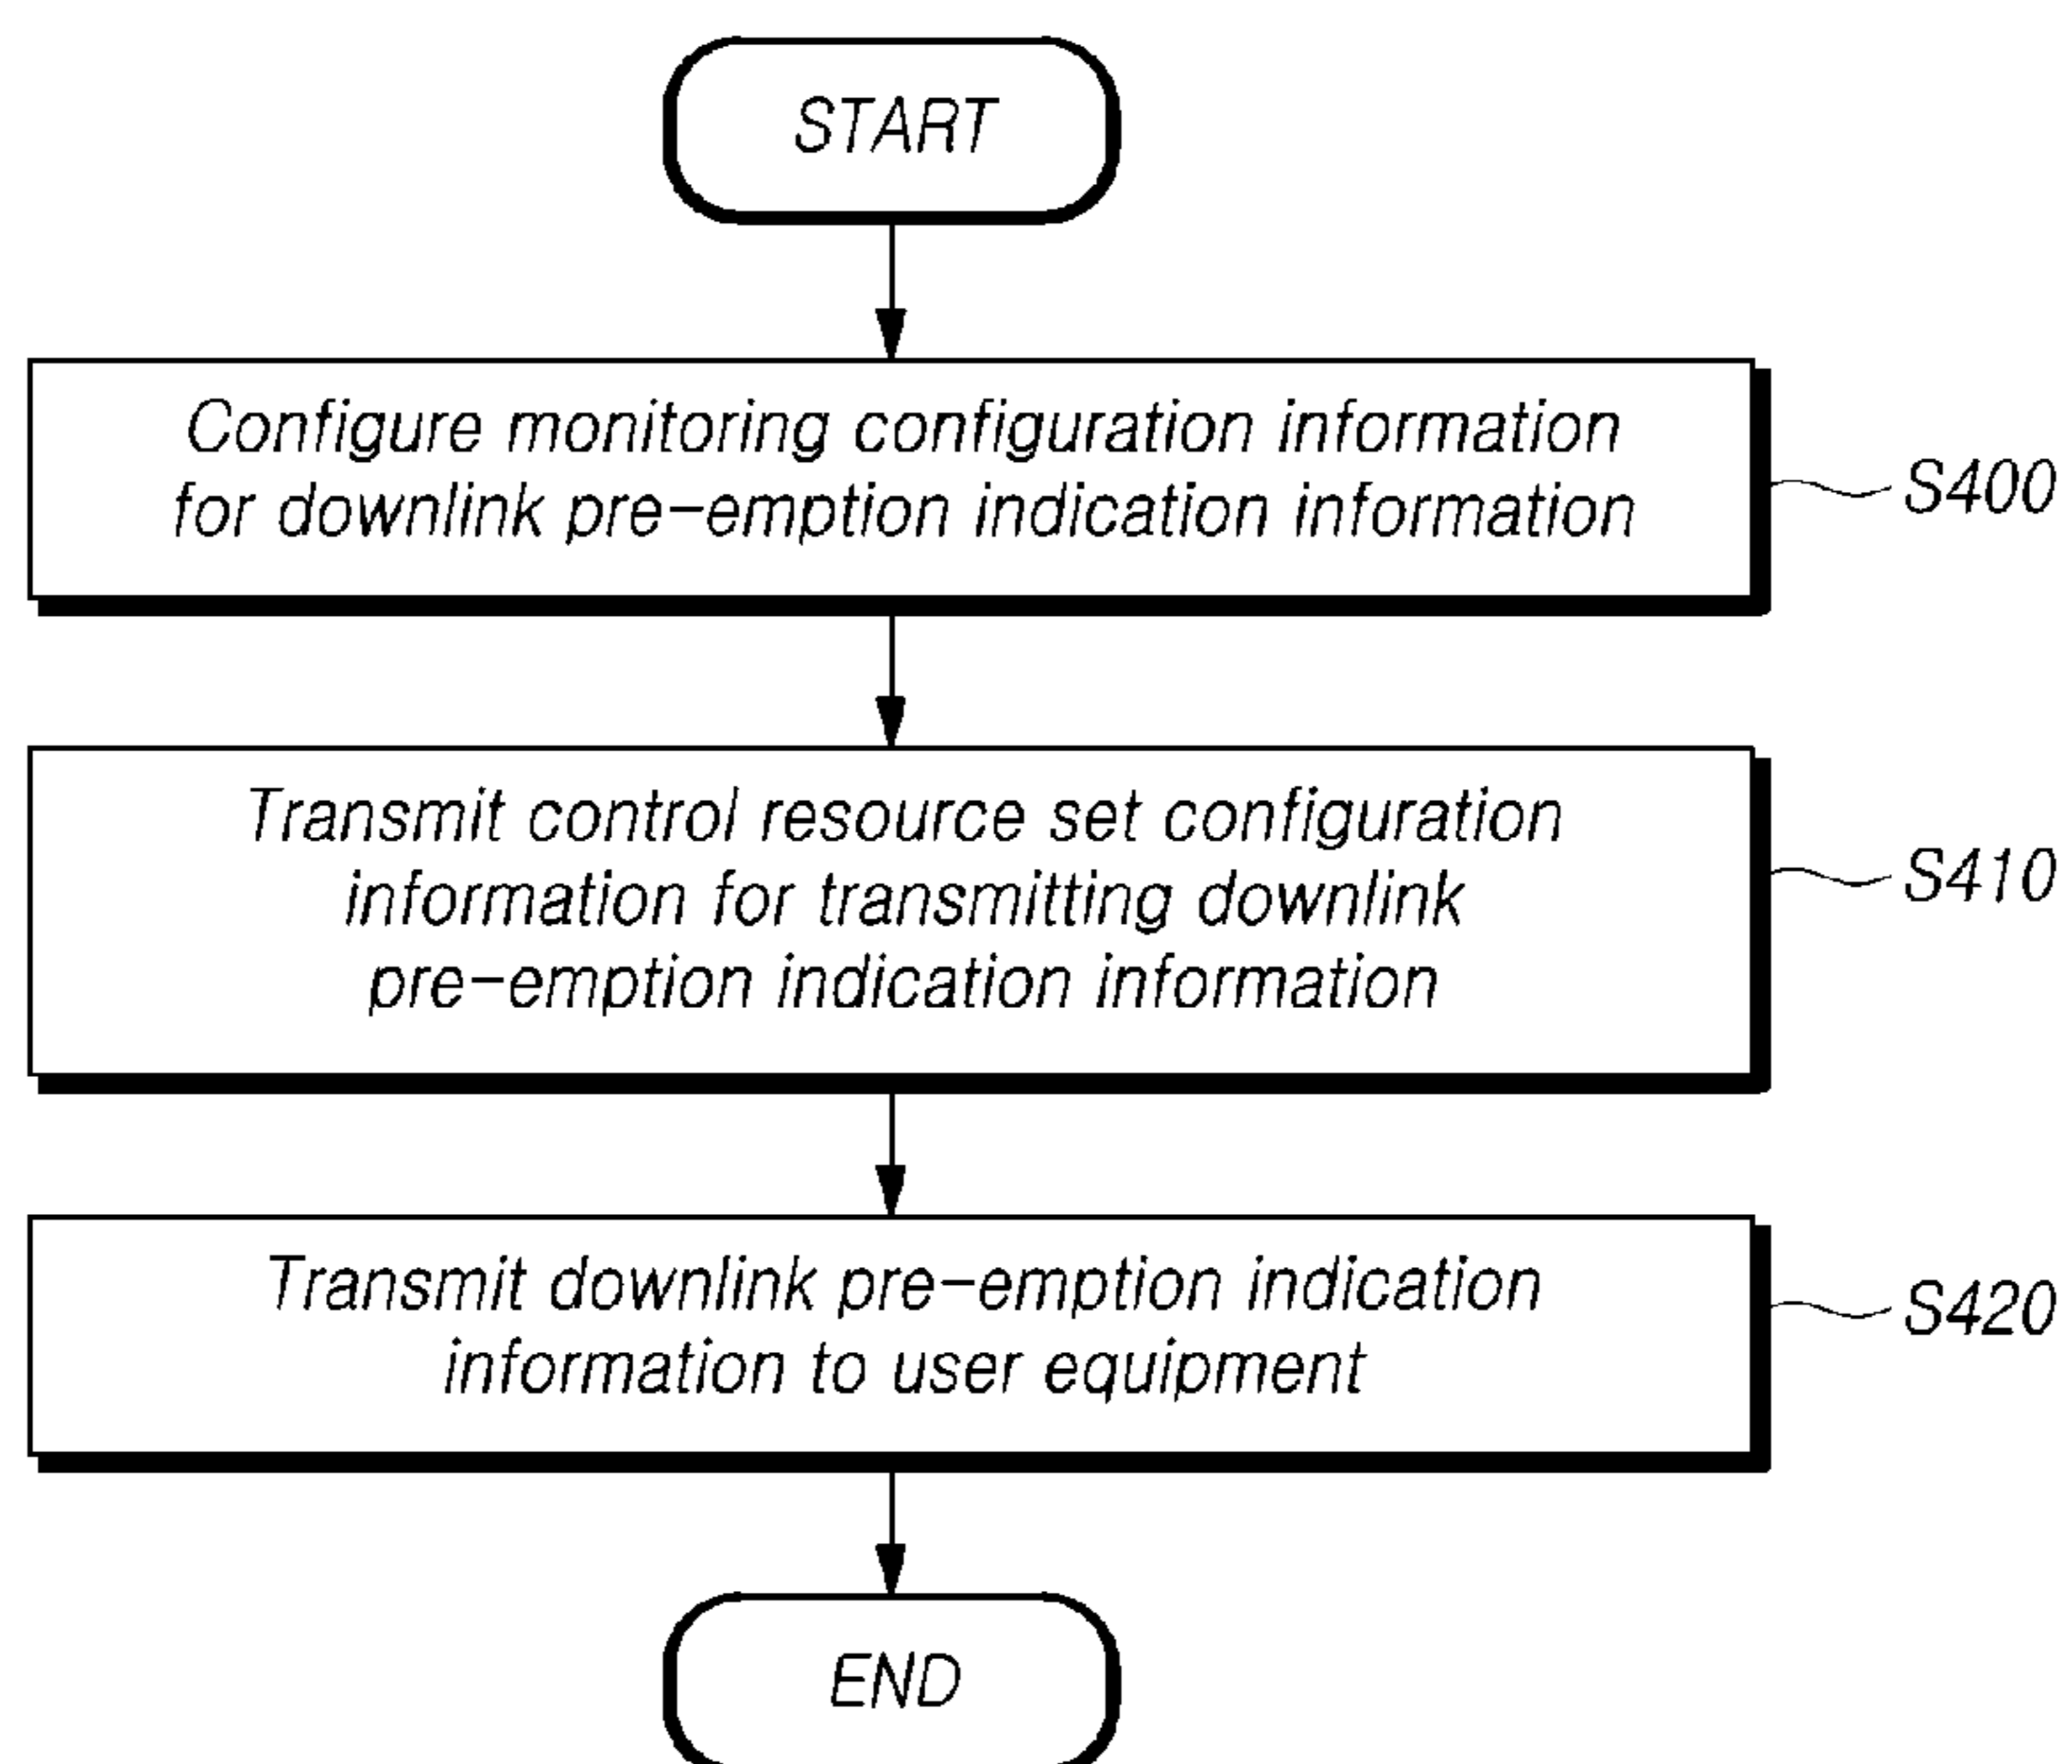 START
Configure monitoring configuration information
for downlink pre-emption indication information
S400
Transmit control resource set configuration
information for transmitting downlink
pre-emption indication information
S410
Transmit downlink pre-emption indication
information to user equipment
S420
END